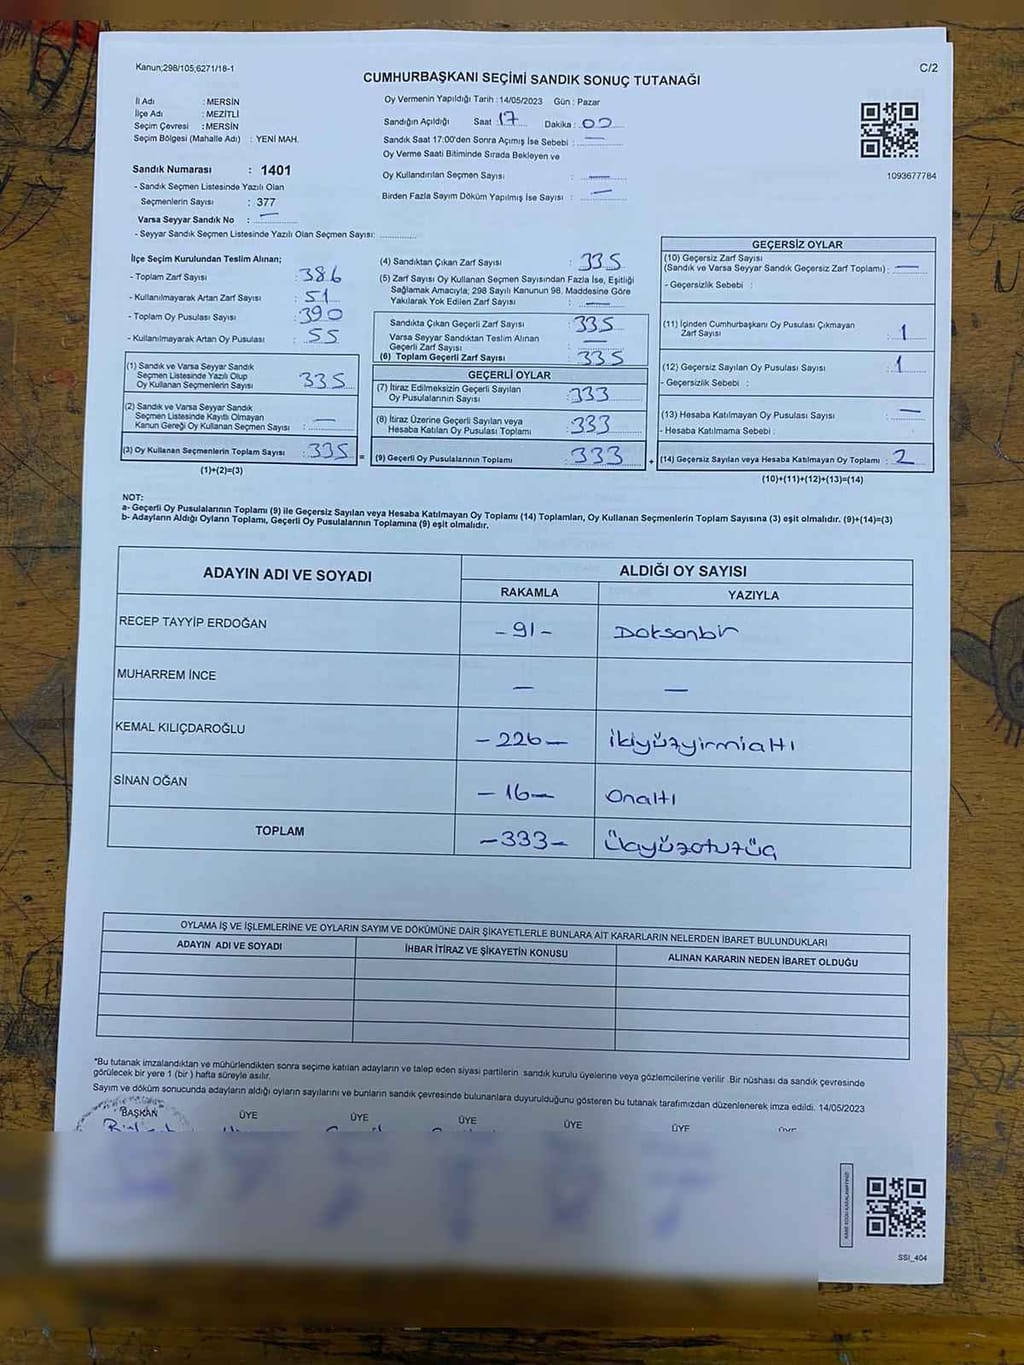 Kanun;298/105;6271/18-1
C/2
CUMHURBAŞKANI SEÇİMİ SANDIK SONUÇ TUTANAĞI
İl Adı : MERSİN
İlçe Adı : MEZİTLİ
Seçim Çevresi : MERSİN
Seçim Bölgesi (Mahalle Adı) : YENİ MAH.
Sandık Numarası : 1401
- Sandık Seçmen Listesinde Yazılı Olan
Seçmenlerin Sayısı : 377
Varsa Seyyar Sandık No : —
- Seyyar Sandık Seçmen Listesinde Yazılı Olan Seçmen Sayısı:
Oy Vermenin Yapıldığı Tarih : 14/05/2023 Gün : Pazar
Sandığın Açıldığı Saat 17 Dakika : 00
Sandık Saat 17:00'den Sonra Açımış İse Sebebi : —
Oy Verme Saati Bitiminde Sırada Bekleyen ve
Oy Kullandırılan Seçmen Sayısı : —
Birden Fazla Sayım Döküm Yapılmış İse Sayısı : —
1093677784
İlçe Seçim Kurulundan Teslim Alınan;
- Toplam Zarf Sayısı : 386
- Kullanılmayarak Artan Zarf Sayısı : 51
- Toplam Oy Pusulası Sayısı : 390
- Kullanılmayarak Artan Oy Pusulası : 55
(1) Sandık ve Varsa Seyyar Sandık
Seçmen Listesinde Yazılı Olup
Oy Kullanan Seçmenlerin Sayısı : 335
(2) Sandık ve Varsa Seyyar Sandık
Seçmen Listesinde Kayıtlı Olmayan
Kanun Gereği Oy Kullanan Seçmen Sayısı : —
(3) Oy Kullanan Seçmenlerin Toplam Sayısı : 335 =
(1)+(2)=(3)
(4) Sandıktan Çıkan Zarf Sayısı : 335
(5) Zarf Sayısı Oy Kullanan Seçmen Sayısından Fazla İse, Eşitliği
Sağlamak Amacıyla; 298 Sayılı Kanunun 98. Maddesine Göre
Yakılarak Yok Edilen Zarf Sayısı : —
Sandıkta Çıkan Geçerli Zarf Sayısı : 335
Varsa Seyyar Sandıktan Teslim Alınan
Geçerli Zarf Sayısı : —
(6) Toplam Geçerli Zarf Sayısı : 335
GEÇERLİ OYLAR
(7) İtiraz Edilmeksizin Geçerli Sayılan
Oy Pusulalarının Sayısı : 333
(8) İtiraz Üzerine Geçerli Sayılan veya
Hesaba Katılan Oy Pusulası Toplamı : 333
(9) Geçerli Oy Pusulalarının Toplamı : 333 +
GEÇERSİZ OYLAR
(10) Geçersiz Zarf Sayısı
(Sandık ve Varsa Seyyar Sandık Geçersiz Zarf Toplamı) : —
- Geçersizlik Sebebi :
(11) İçinden Cumhurbaşkanı Oy Pusulası Çıkmayan
Zarf Sayısı : 1
(12) Geçersiz Sayılan Oy Pusulası Sayısı : 1
- Geçersizlik Sebebi :
(13) Hesaba Katılmayan Oy Pusulası Sayısı : —
- Hesaba Katılmama Sebebi :
(14) Geçersiz Sayılan veya Hesaba Katılmayan Oy Toplamı : 2
(10)+(11)+(12)+(13)=(14)
NOT:
a- Geçerli Oy Pusulalarının Toplamı (9) ile Geçersiz Sayılan veya Hesaba Katılmayan Oy Toplamı (14) Toplamları, Oy Kullanan Seçmenlerin Toplam Sayısına (3) eşit olmalıdır. (9)+(14)=(3)
b- Adayların Aldığı Oyların Toplamı, Geçerli Oy Pusulalarının Toplamına (9) eşit olmalıdır.
ADAYIN ADI VE SOYADI
ALDIĞI OY SAYISI
RAKAMLA YAZIYLA
RECEP TAYYİP ERDOĞAN -91- Doksanbir
MUHARREM İNCE — —
KEMAL KILIÇDAROĞLU -226- ikiyüzyirmialtı
SİNAN OĞAN -16- Onaltı
TOPLAM -333- Üçyüzotuzüç
OYLAMA İŞ VE İŞLEMLERİNE VE OYLARIN SAYIM VE DÖKÜMÜNE DAİR ŞİKAYETLERLE BUNLARA AİT KARARLARIN NELERDEN İBARET BULUNDUKLARI
ADAYIN ADI VE SOYADI İHBAR İTİRAZ VE ŞİKAYETİN KONUSU ALINAN KARARIN NEDEN İBARET OLDUĞU
*Bu tutanak imzalandıktan ve mühürlendikten sonra seçime katılan adayların ve talep eden siyasi partilerin sandık kurulu üyelerine veya gözlemcilerine verilir .Bir nüshası da sandık çevresinde
görülecek bir yere 1 (bir) hafta süreyle asılır.
Sayım ve döküm sonucunda adayların aldığı oyların sayılarını ve bunların sandık çevresinde bulunanlara duyurulduğunu gösteren bu tutanak tarafımızdan düzenlenerek imza edildi. 14/05/2023
BAŞKAN ÜYE ÜYE ÜYE ÜYE ÜYE ÜYE
SSI_404